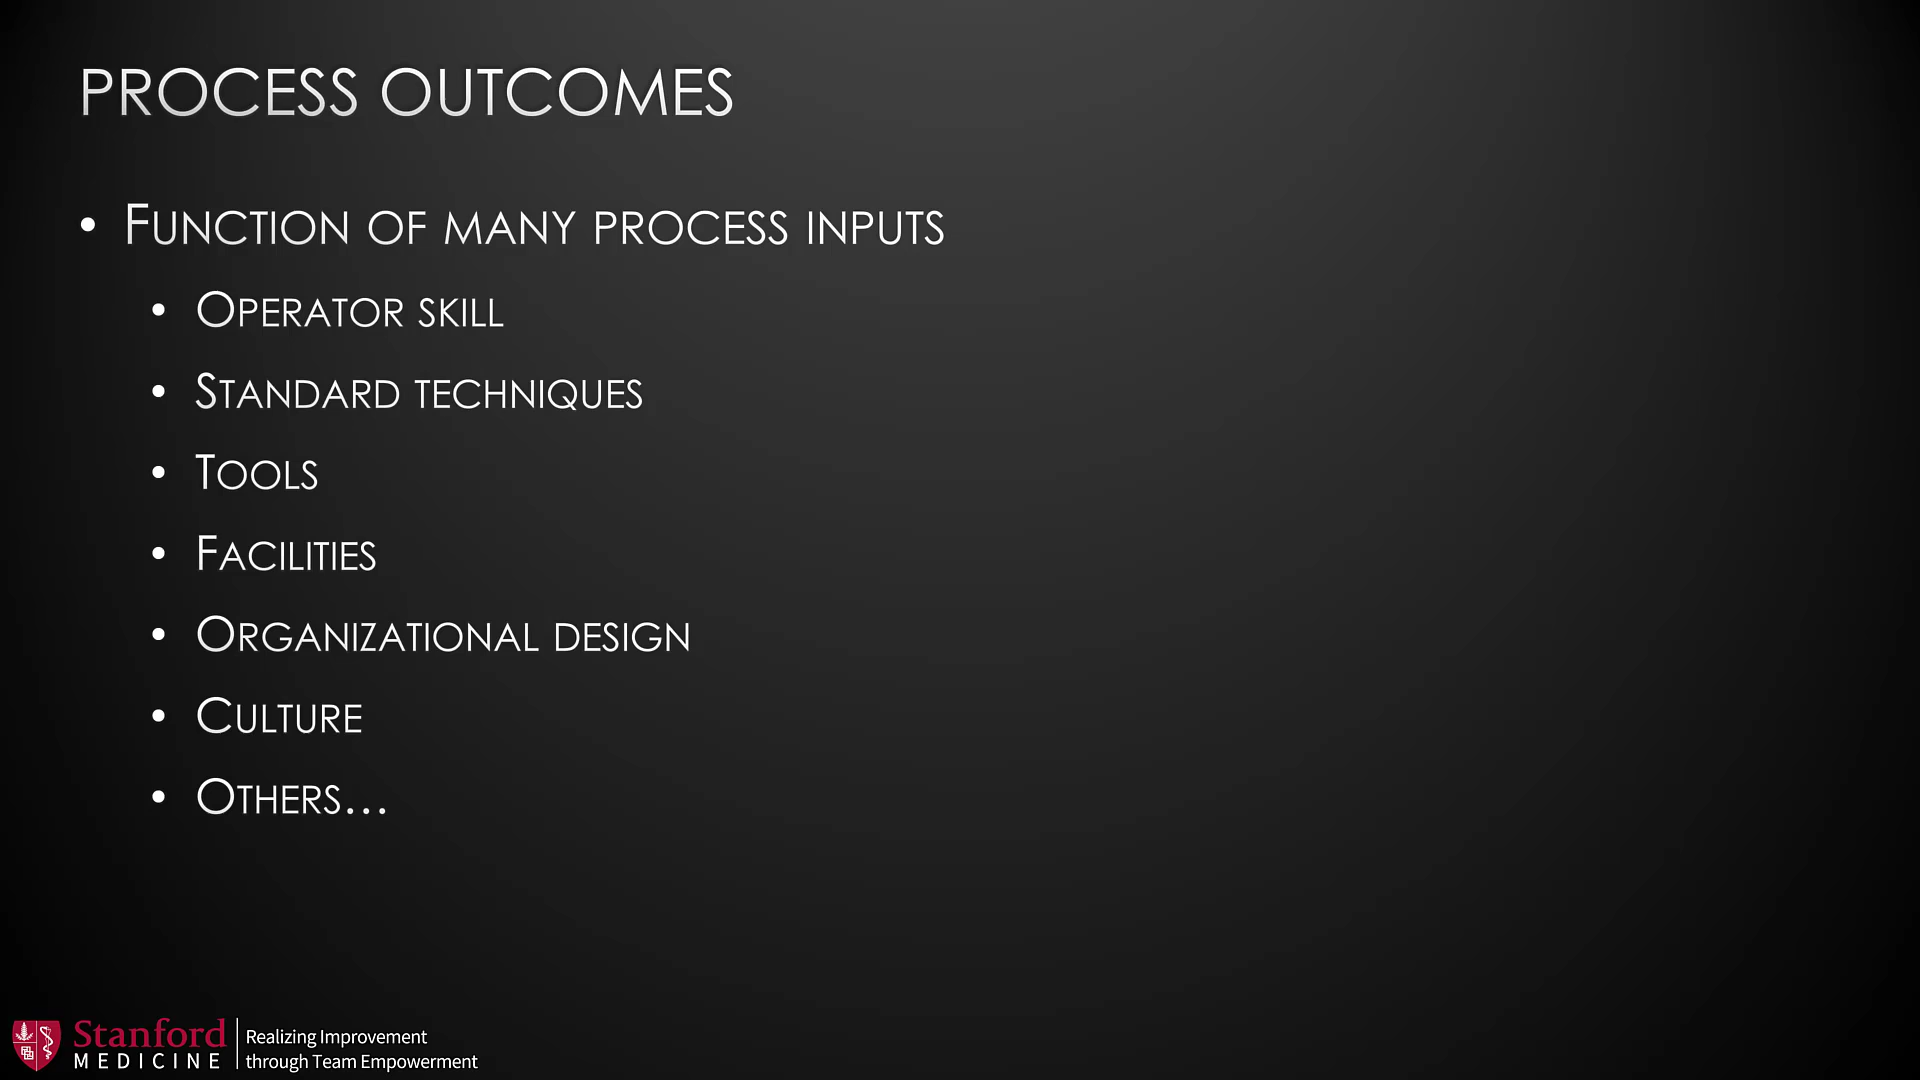 PROCESS OUTCOMES
• FUNCTION OF MANY PROCESS INPUTS
• OPERATOR SKILL
• STANDARD TECHNIQUES
• TOOLS
• FACILITIES
• ORGANIZATIONAL DESIGN
• CULTURE
• OTHERS…
Stanford
MEDICINE
Realizing Improvement
through Team Empowerment